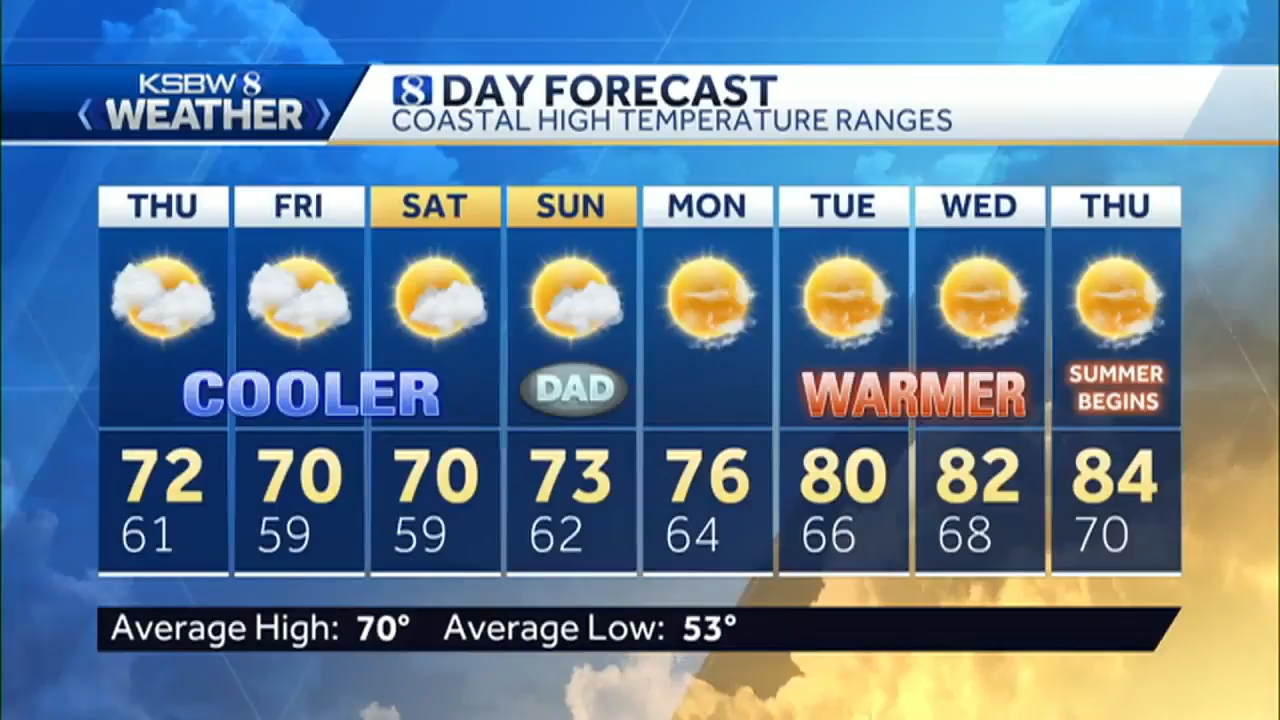 KSBW 8
WEATHER
8 DAY FORECAST
COASTAL HIGH TEMPERATURE RANGES
THU FRI SAT SUN MON TUE WED THU
COOLER DAD WARMER SUMMER BEGINS
72 70 70 73 76 80 82 84
61 59 59 62 64 66 68 70
Average High: 70° Average Low: 53°